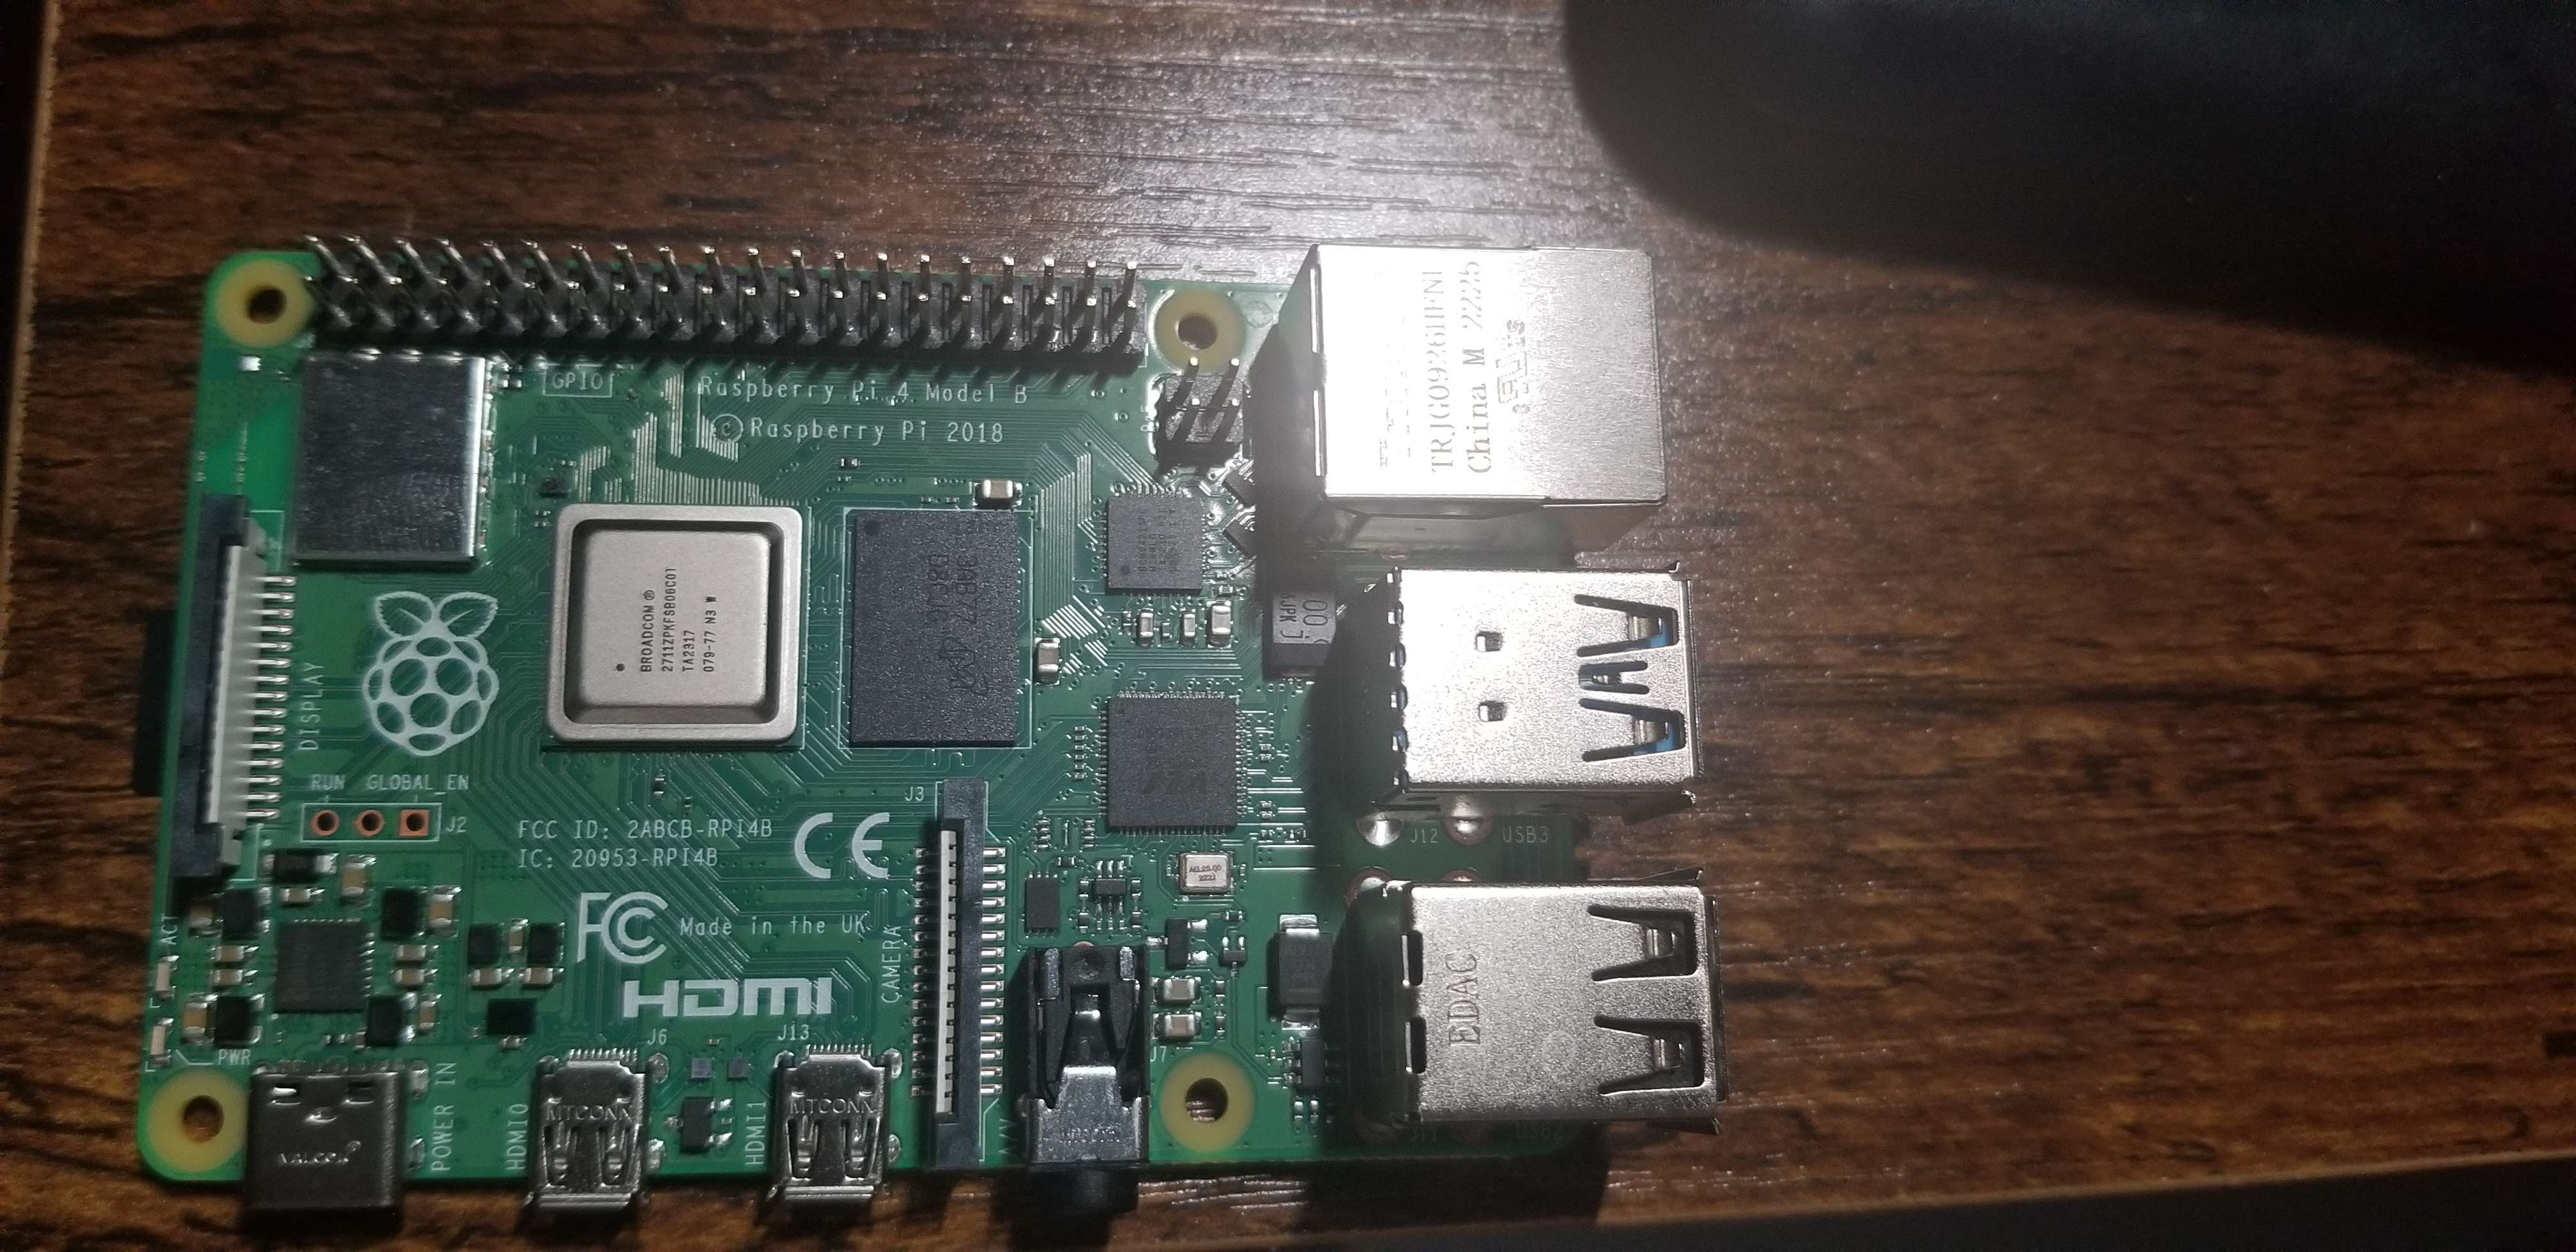 GPIO
Raspberry Pi 4 Model B
© Raspberry Pi 2018
TRJG0926HENL
China M 2225
BROADCOM®
2711ZPKFSB06C01
TA2317
079-77 N3 W
D8CJG
DISPLAY
RUN GLOBAL_EN
J2
J3
FCC ID: 2ABCB-RPI4B
IC: 20953-RPI4B
CE
FC Made in the UK
HDMI
CAMERA
J12 USB3
EDAC
ACT
PWR
J6
J13
J7
POWER IN
HDMI0
MTCONN
HDMI1
MTCONN
A/V